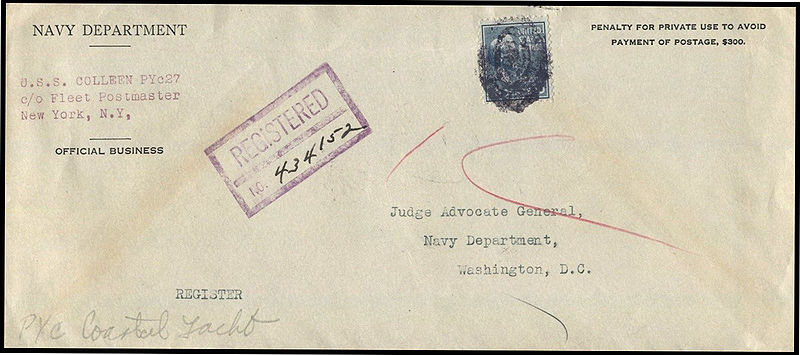 NAVY DEPARTMENT
PENALTY FOR PRIVATE USE TO AVOID
PAYMENT OF POSTAGE, $300.
UNITED
U.S.S. COLLEEN PYc27
c/o Fleet Postmaster
New York, N.Y,
OFFICIAL BUSINESS
REGISTERED
NO. 434152
Judge Advocate General,
Navy Department,
Washington, D.C.
REGISTER
PYc Coastal Yacht